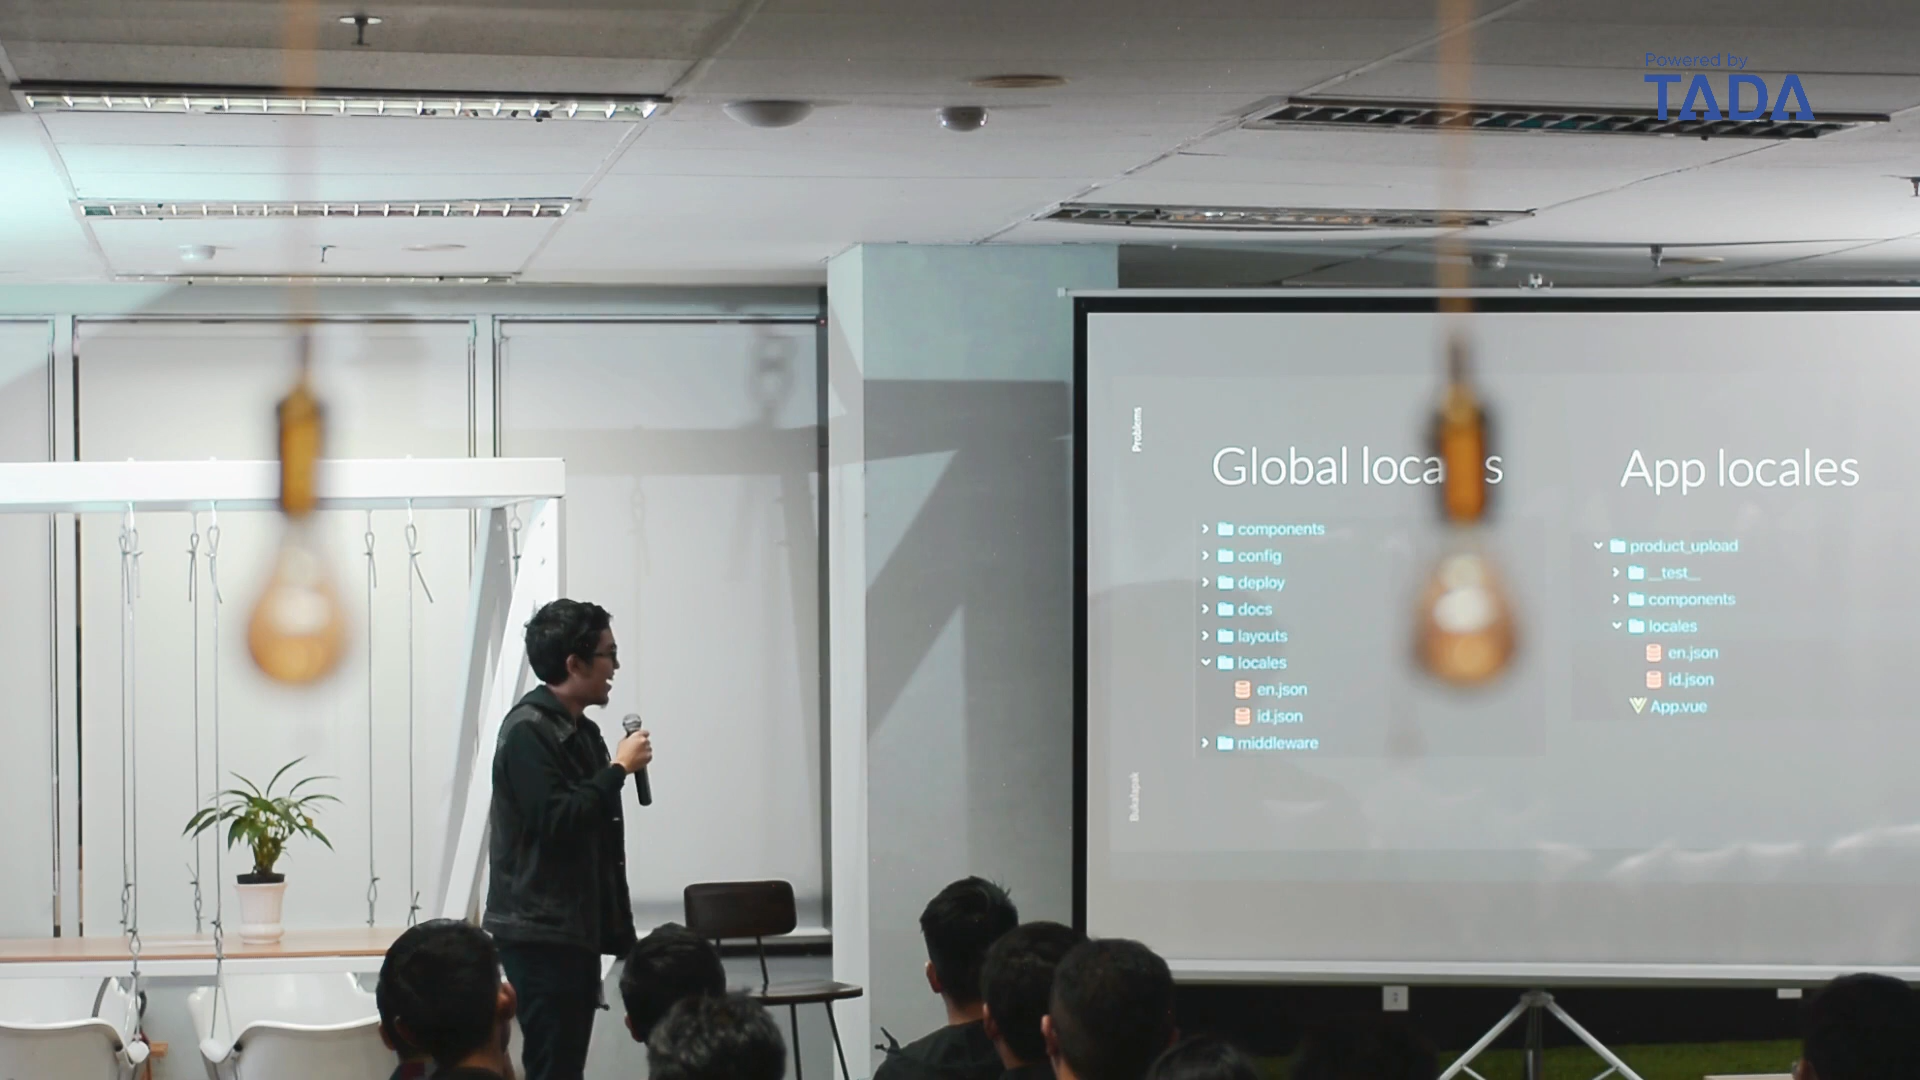 Powered by
TADA
Problems
Global loca s
components
config
deploy
docs
layouts
locales
en.json
id.json
middleware
App locales
product_upload
__test__
components
locales
en.json
id.json
App.vue
Bukalapak